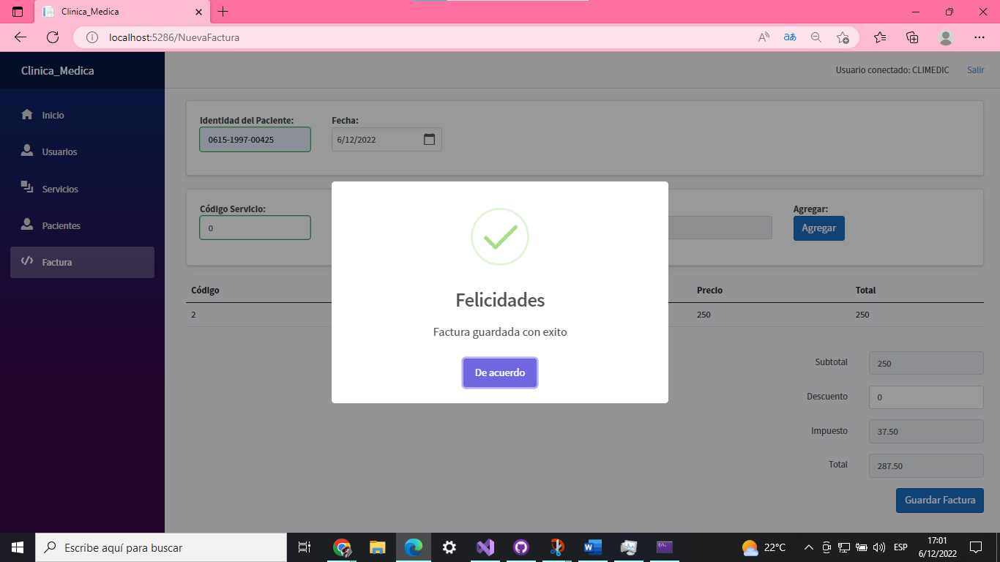 Clinica_Medica
localhost:5286/NuevaFactura
Clinica_Medica
Usuario conectado: CLIMEDIC Salir
Inicio
Usuarios
Servicios
Pacientes
Factura
Identidad del Paciente: Fecha:
0615-1997-00425 6/12/2022
Código Servicio: Agregar:
0 Agregar
Código Precio Total
2 250 250
Felicidades
Factura guardada con exito
De acuerdo
Subtotal 250
Descuento 0
Impuesto 37.50
Total 287.50
Guardar Factura
Escribe aquí para buscar
22°C ESP 17:01
6/12/2022